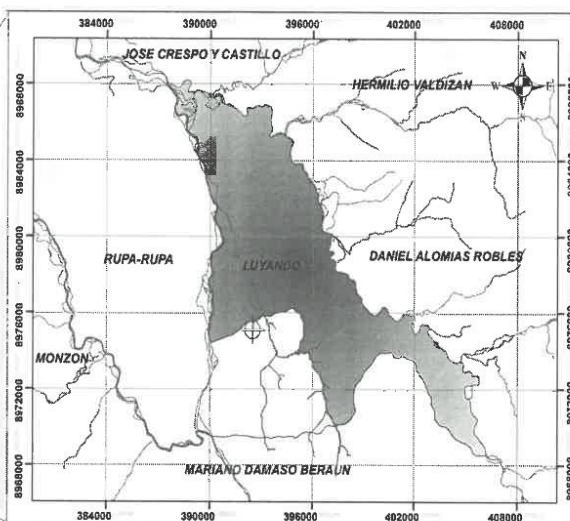 384000 390000 396000 402000 408000
JOSE CRESPO Y CASTILLO
HERMILIO VALDIZAN
N
W E
S
8988000
8984000
8980000
8976000
8972000
8968000
RUPA-RUPA
LUYANDO
DANIEL ALOMIAS ROBLES
MONZON
MARIANO DAMASO BERAUN
384000 390000 396000 402000 408000